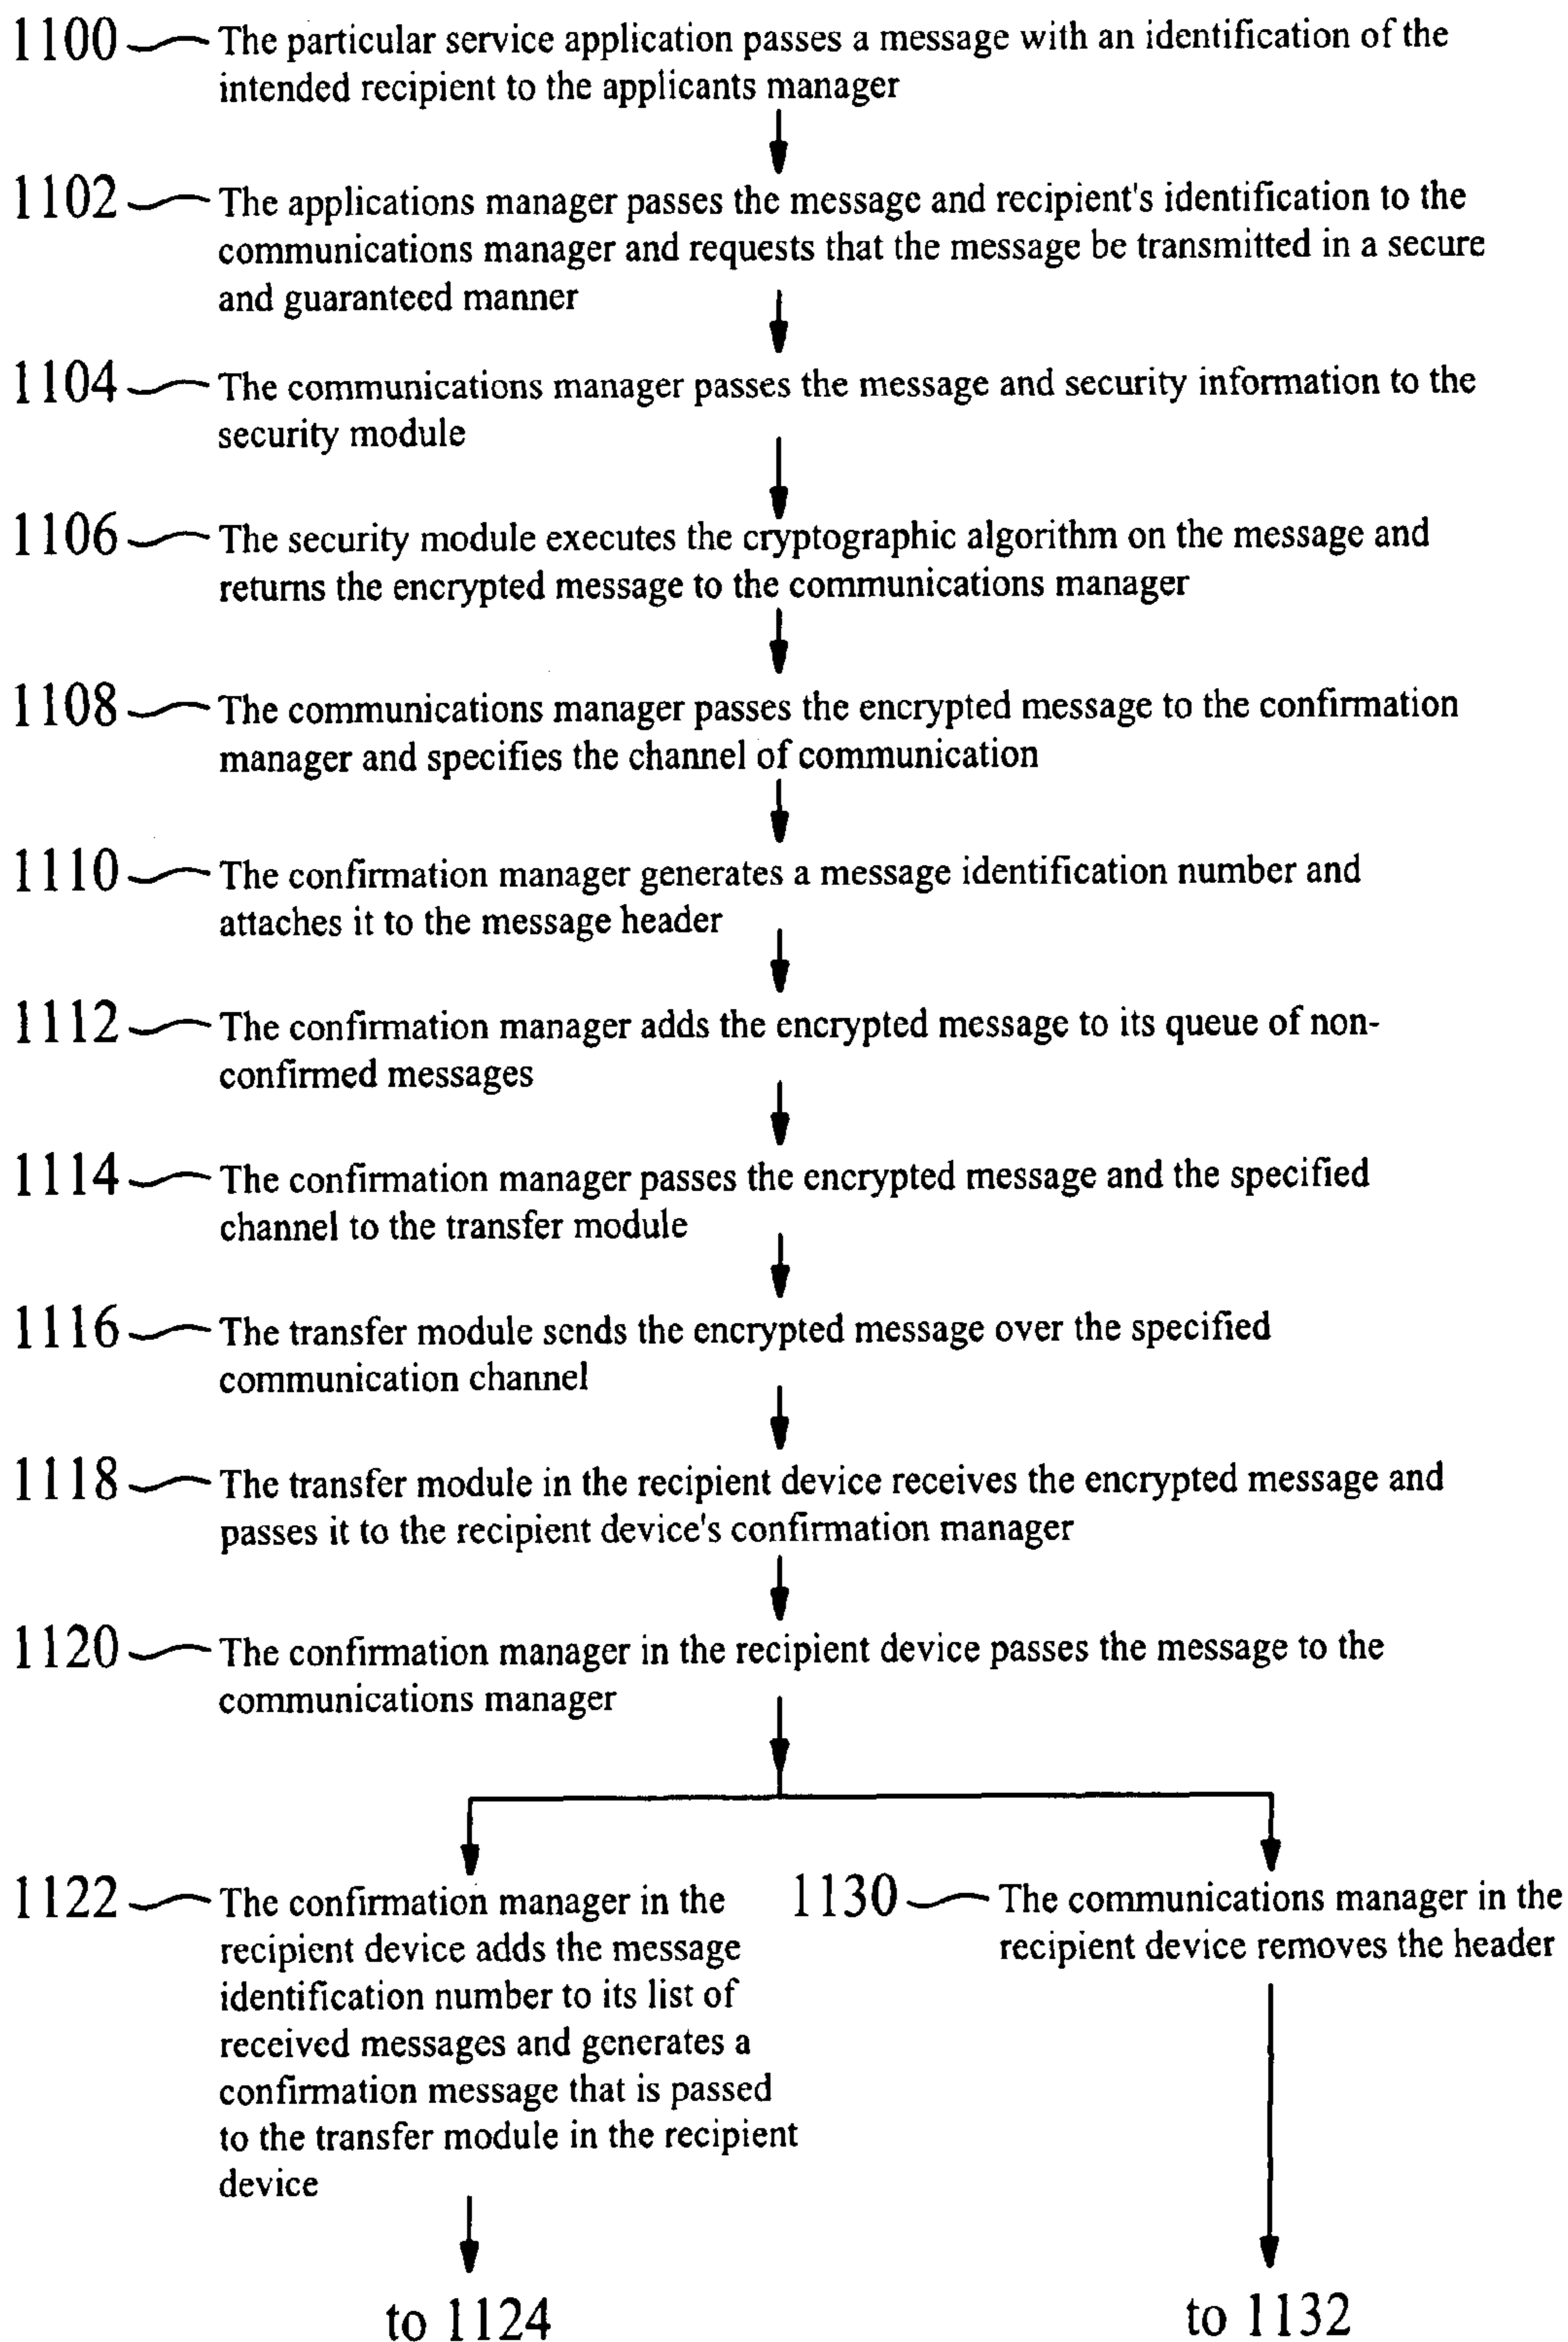 1100 The particular service application passes a message with an identification of the
intended recipient to the applicants manager
1102 The applications manager passes the message and recipient's identification to the
communications manager and requests that the message be transmitted in a secure
and guaranteed manner
1104 The communications manager passes the message and security information to the
security module
1106 The security module executes the cryptographic algorithm on the message and
returns the encrypted message to the communications manager
1108 The communications manager passes the encrypted message to the confirmation
manager and specifies the channel of communication
1110 The confirmation manager generates a message identification number and
attaches it to the message header
1112 The confirmation manager adds the encrypted message to its queue of non-
confirmed messages
1114 The confirmation manager passes the encrypted message and the specified
channel to the transfer module
1116 The transfer module sends the encrypted message over the specified
communication channel
1118 The transfer module in the recipient device receives the encrypted message and
passes it to the recipient device's confirmation manager
1120 The confirmation manager in the recipient device passes the message to the
communications manager
1122 The confirmation manager in the
recipient device adds the message
identification number to its list of
received messages and generates a
confirmation message that is passed
to the transfer module in the recipient
device
to 1124
1130 The communications manager in the
recipient device removes the header
to 1132